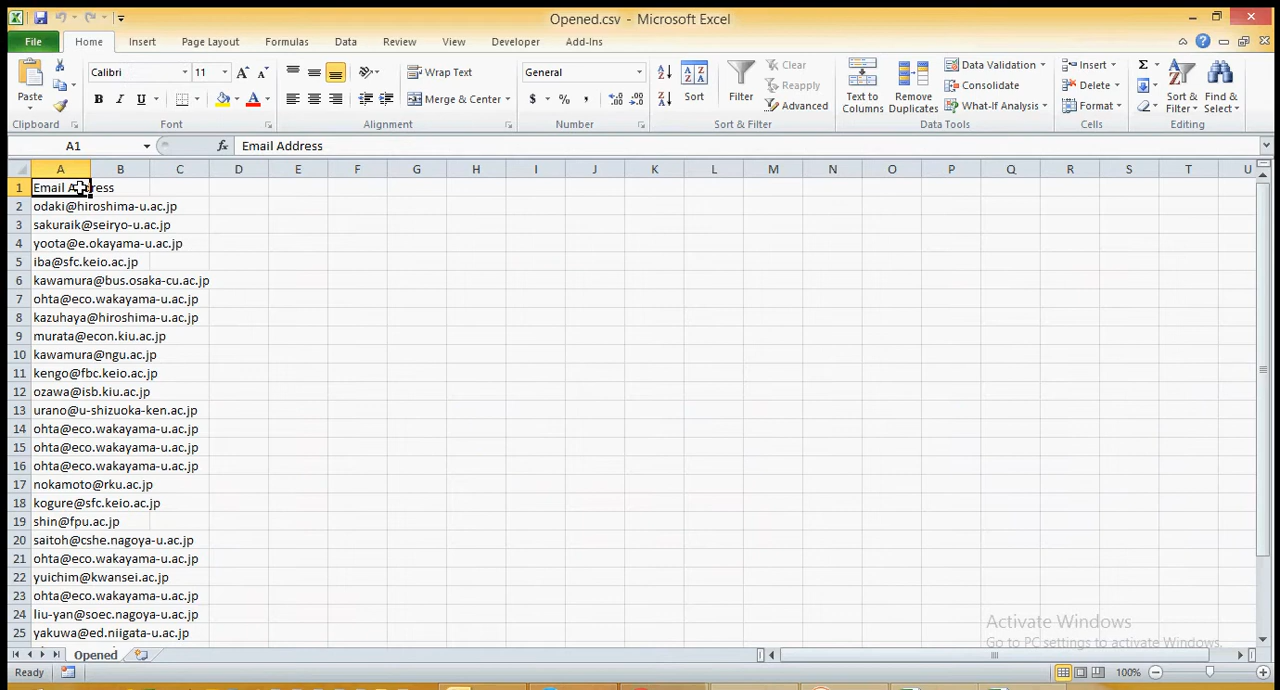 Opened.csv - Microsoft Excel
File Home Insert Page Layout Formulas Data Review View Developer Add-Ins
Paste
Clipboard
Calibri 11
B I U
A
Font
Wrap Text
Merge & Center
Alignment
General
$ % ,
Number
Sort
Filter
Clear
Reapply
Advanced
Sort & Filter
Text to Columns
Remove Duplicates
Data Validation
Consolidate
What-If Analysis
Data Tools
Insert
Delete
Format
Cells
Sort & Filter
Find & Select
Editing
A1 fx Email Address
A B C D E F G H I J K L M N O P Q R S T U
1 Email Address
2 odaki@hiroshima-u.ac.jp
3 sakuraik@seiryo-u.ac.jp
4 yoota@e.okayama-u.ac.jp
5 iba@sfc.keio.ac.jp
6 kawamura@bus.osaka-cu.ac.jp
7 ohta@eco.wakayama-u.ac.jp
8 kazuhaya@hiroshima-u.ac.jp
9 murata@econ.kiu.ac.jp
10 kawamura@ngu.ac.jp
11 kengo@fbc.keio.ac.jp
12 ozawa@isb.kiu.ac.jp
13 urano@u-shizuoka-ken.ac.jp
14 ohta@eco.wakayama-u.ac.jp
15 ohta@eco.wakayama-u.ac.jp
16 ohta@eco.wakayama-u.ac.jp
17 nokamoto@rku.ac.jp
18 kogure@sfc.keio.ac.jp
19 shin@fpu.ac.jp
20 saitoh@cshe.nagoya-u.ac.jp
21 ohta@eco.wakayama-u.ac.jp
22 yuichim@kwansei.ac.jp
23 ohta@eco.wakayama-u.ac.jp
24 liu-yan@soec.nagoya-u.ac.jp
25 yakuwa@ed.niigata-u.ac.jp
Activate Windows
Go to PC settings to activate Windows.
Opened
Ready
100%